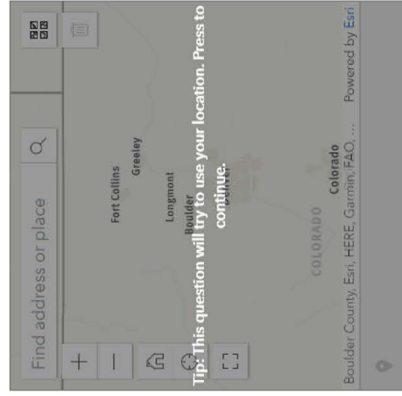 Find address or place
Fort Collins
Greeley
Longmont
Boulder
Tip: This question will try to use your location. Press to
continue.
Denver
COLORADO
Colorado
Boulder County, Esri, HERE, Garmin, FAO, ... Powered by Esri